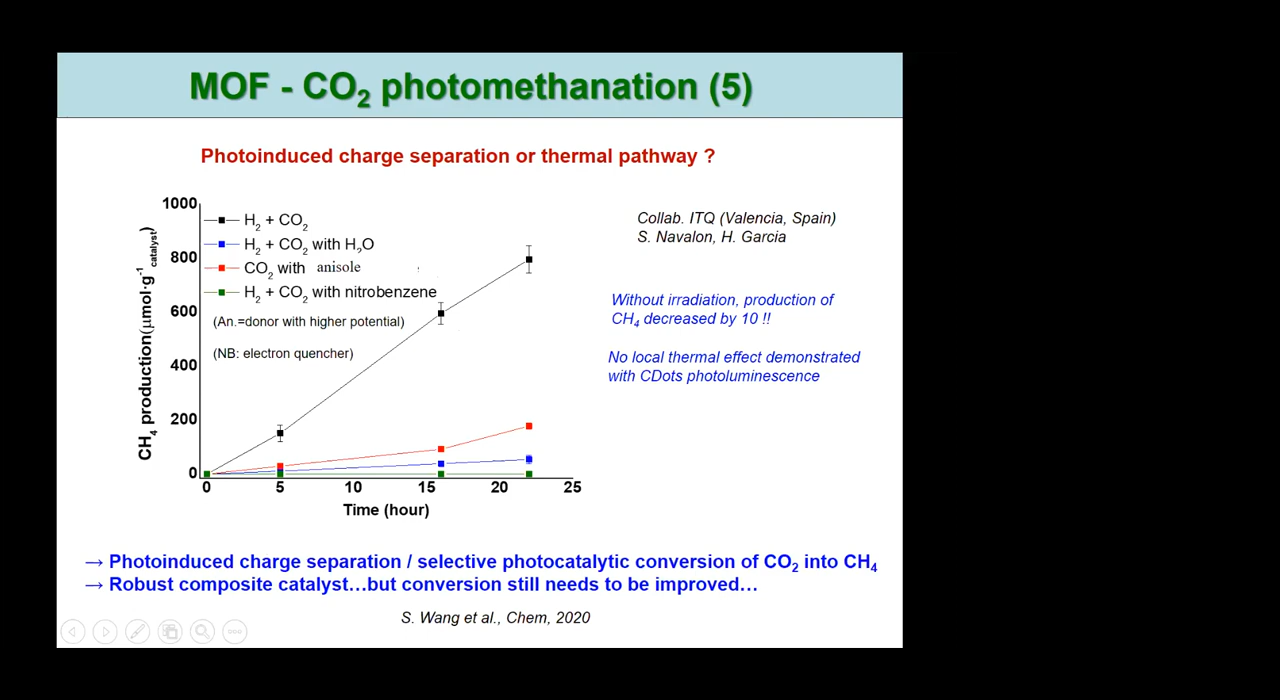 MOF - CO2 photomethanation (5)
Photoinduced charge separation or thermal pathway ?
1000
800
600
400
200
0
CH4 production(μmol·g-1catalyst)
H2 + CO2
H2 + CO2 with H2O
CO2 with anisole
H2 + CO2 with nitrobenzene
(An.=donor with higher potential)
(NB: electron quencher)
0 5 10 15 20 25
Time (hour)
Collab. ITQ (Valencia, Spain)
S. Navalon, H. Garcia
Without irradiation, production of
CH4 decreased by 10 !!
No local thermal effect demonstrated
with CDots photoluminescence
→ Photoinduced charge separation / selective photocatalytic conversion of CO2 into CH4
→ Robust composite catalyst…but conversion still needs to be improved…
S. Wang et al., Chem, 2020